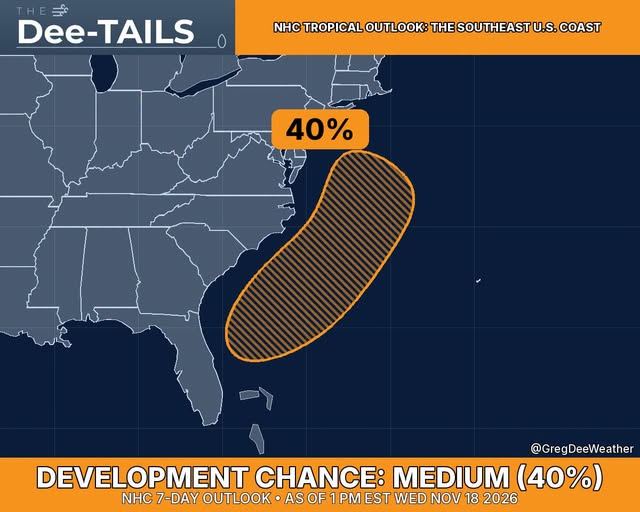 THE
Dee-TAILS
NHC TROPICAL OUTLOOK: THE SOUTHEAST U.S. COAST
40%
@GregDeeWeather
DEVELOPMENT CHANCE: MEDIUM (40%)
NHC 7-DAY OUTLOOK • AS OF 1 PM EST WED NOV 18 2026